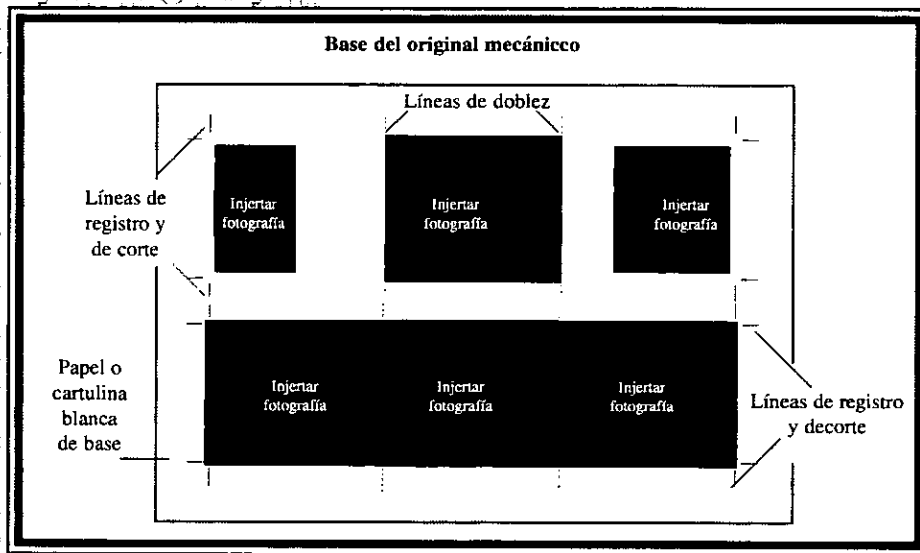 Base del original mecánicco
Líneas de doblez
Líneas de
registro y
de corte
Injertar
fotografía
Injertar
fotografía
Injertar
fotografía
Papel o
cartulina
blanca
de base
Injertar
fotografía
Injertar
fotografía
Injertar
fotografía
Líneas de registro
y decorte